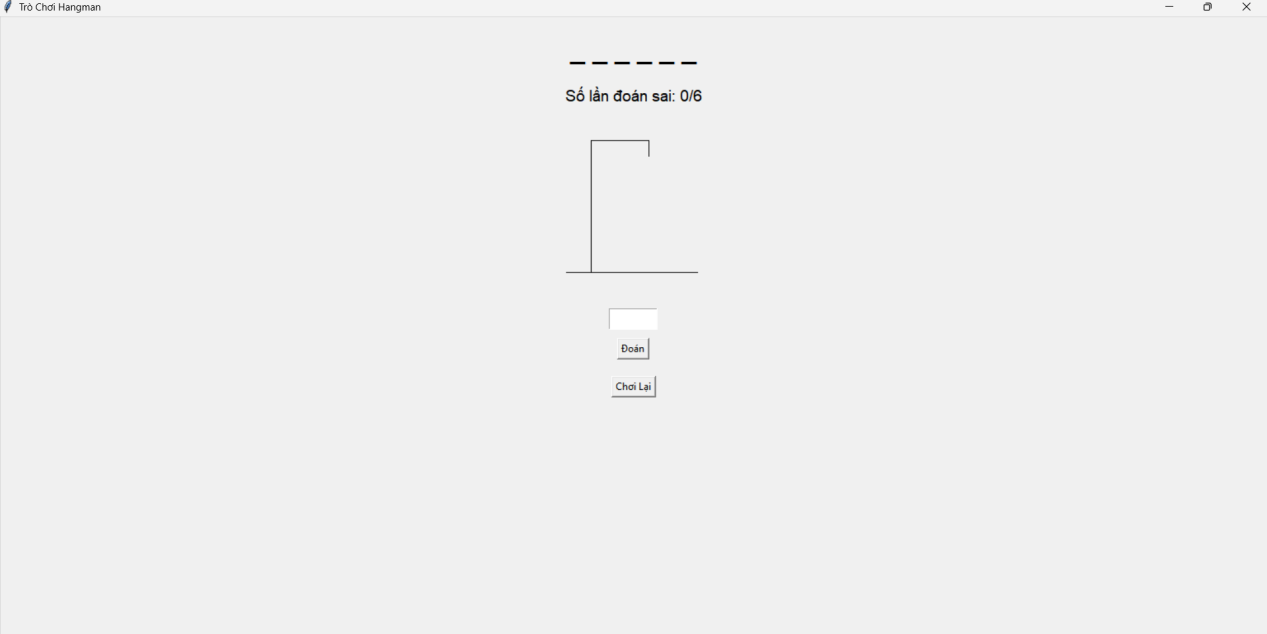 Trò Chơi Hangman
_ _ _ _ _ _
Số lần đoán sai: 0/6
Đoán
Chơi Lại